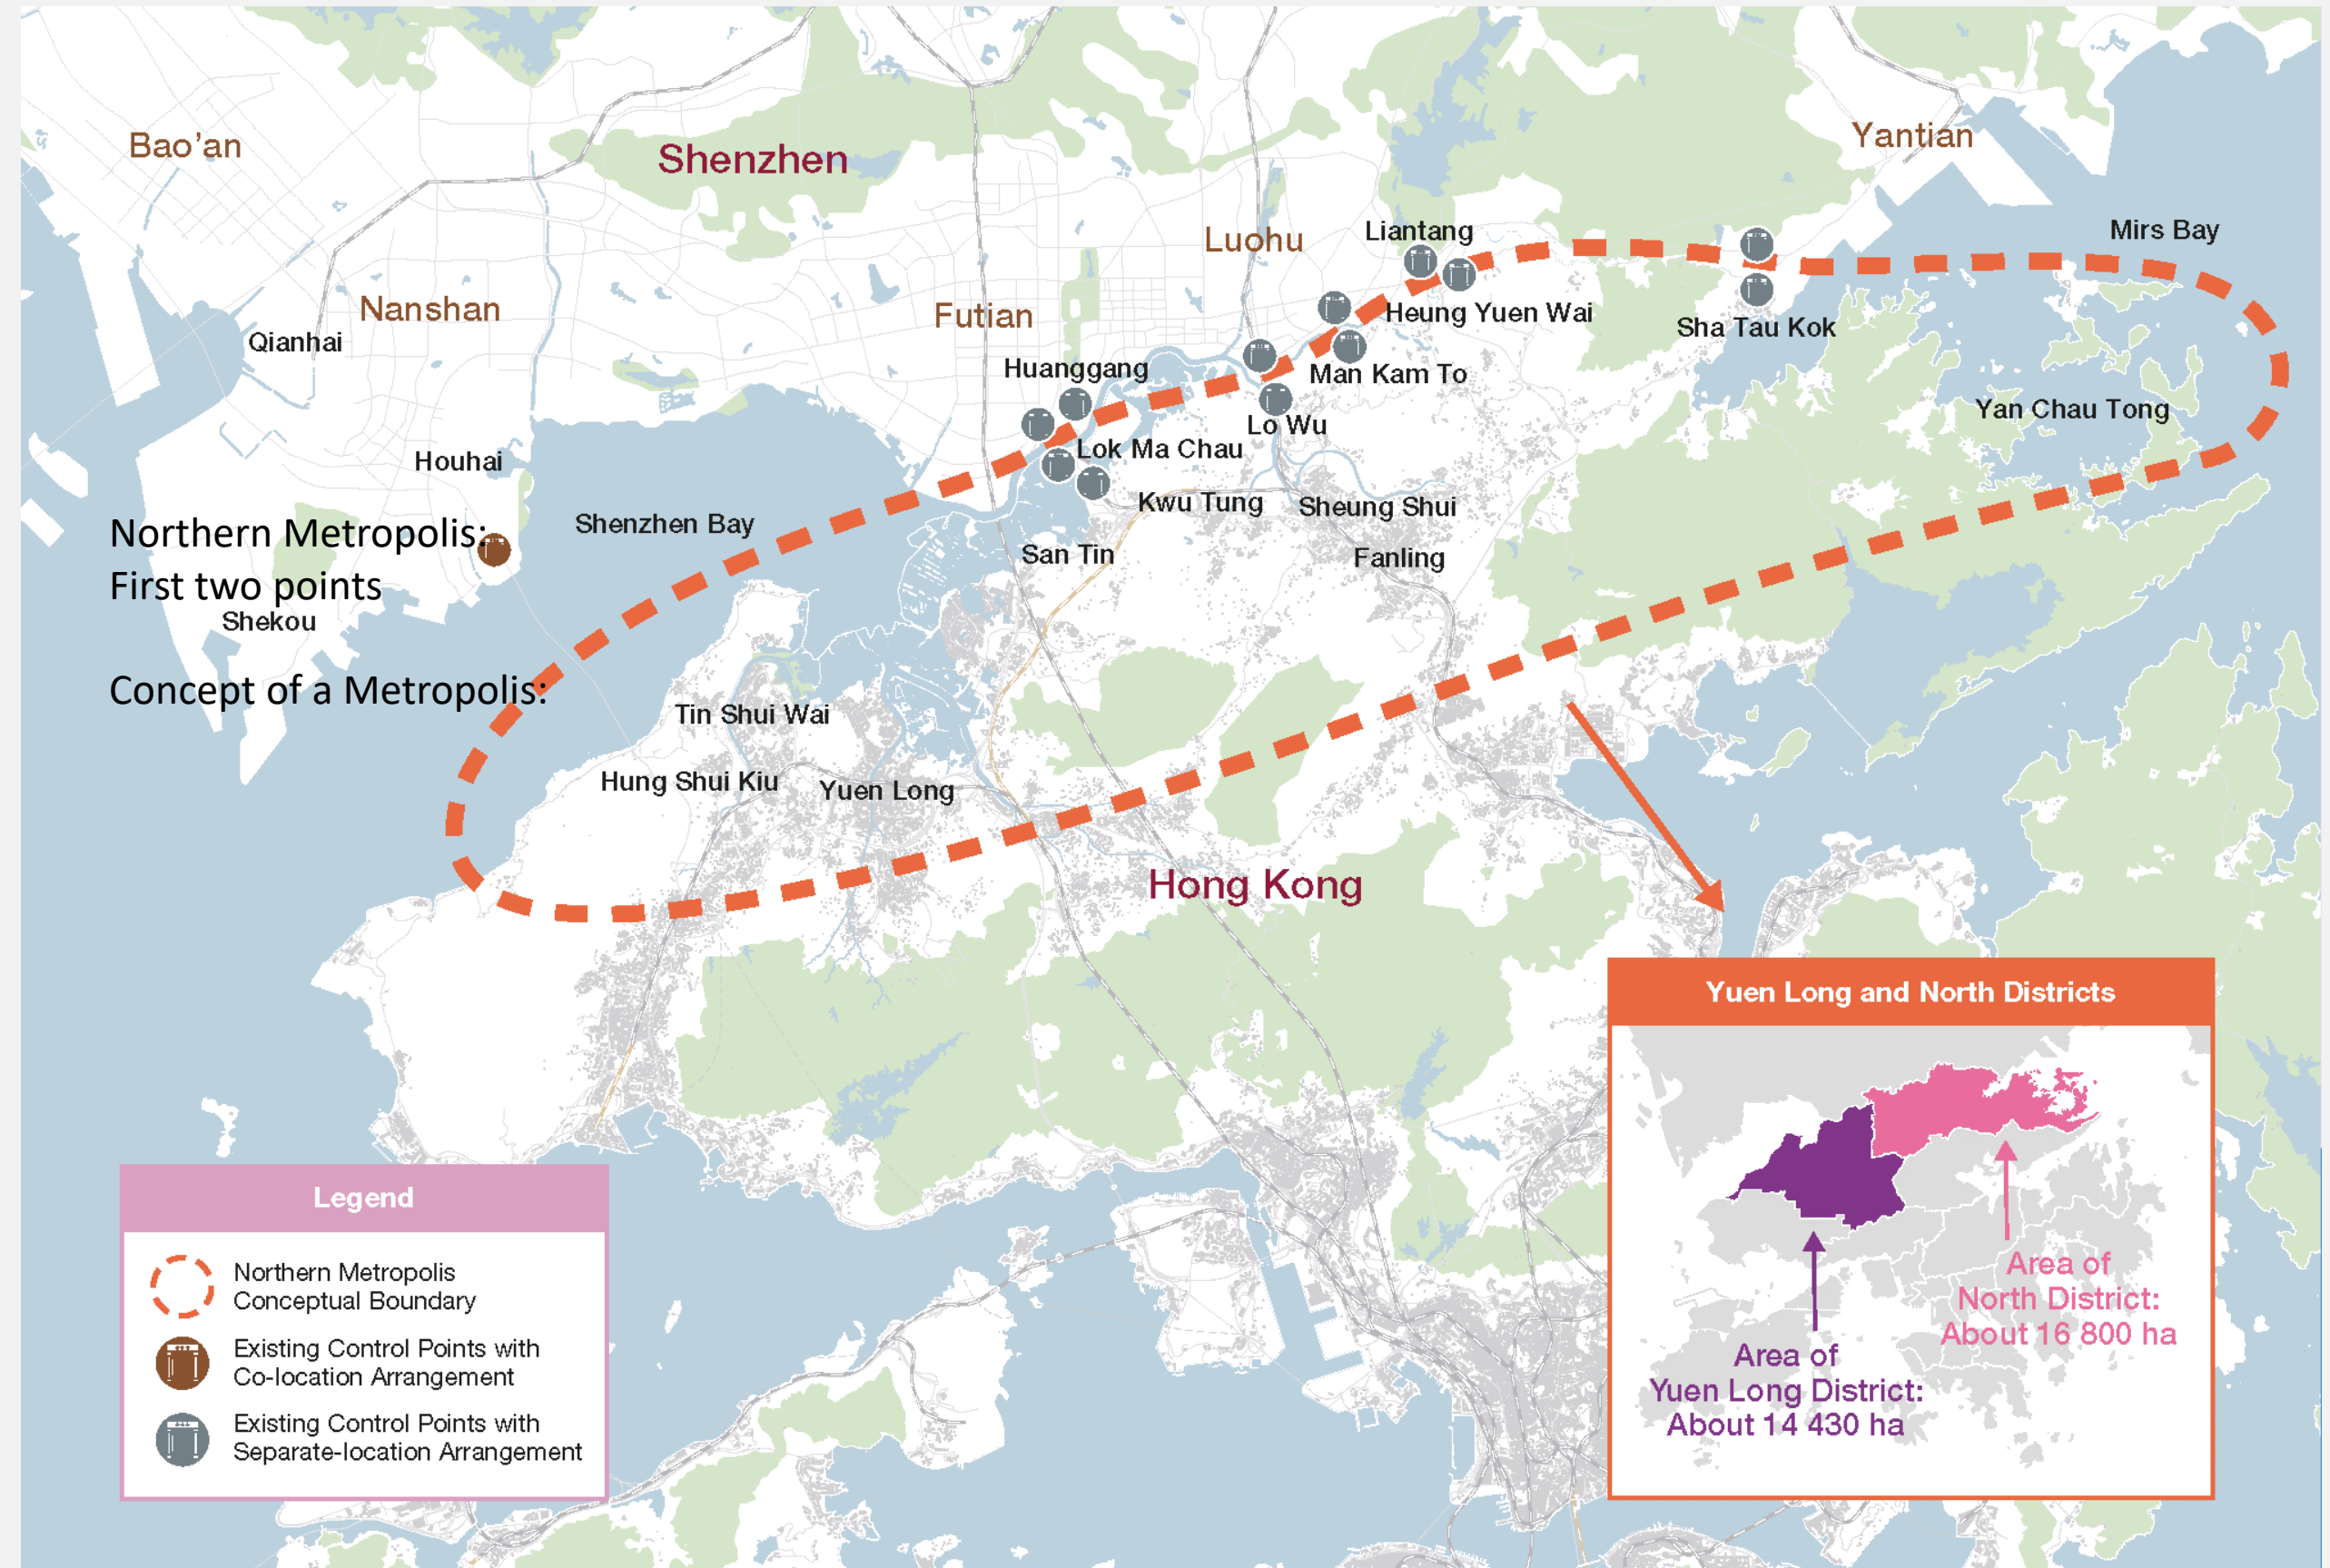 Bao'an
Shenzhen
Yantian
Mirs Bay
Liantang
Luohu
Nanshan
Futian
Heung Yuen Wai
Qianhai
Sha Tau Kok
Huanggang
Man Kam To
Yan Chau Tong
Lo Wu
Houhai
Lok Ma Chau
Kwu Tung
Sheung Shui
Shenzhen Bay
Northern Metropolis:
First two points
San Tin
Fanling
Shekou
Concept of a Metropolis:
Tin Shui Wai
Hung Shui Kiu
Yuen Long
Hong Kong
Yuen Long and North Districts
Area of
North District:
About 16 800 ha
Area of
Yuen Long District:
About 14 430 ha
Legend
Northern Metropolis
Conceptual Boundary
Existing Control Points with
Co-location Arrangement
Existing Control Points with
Separate-location Arrangement